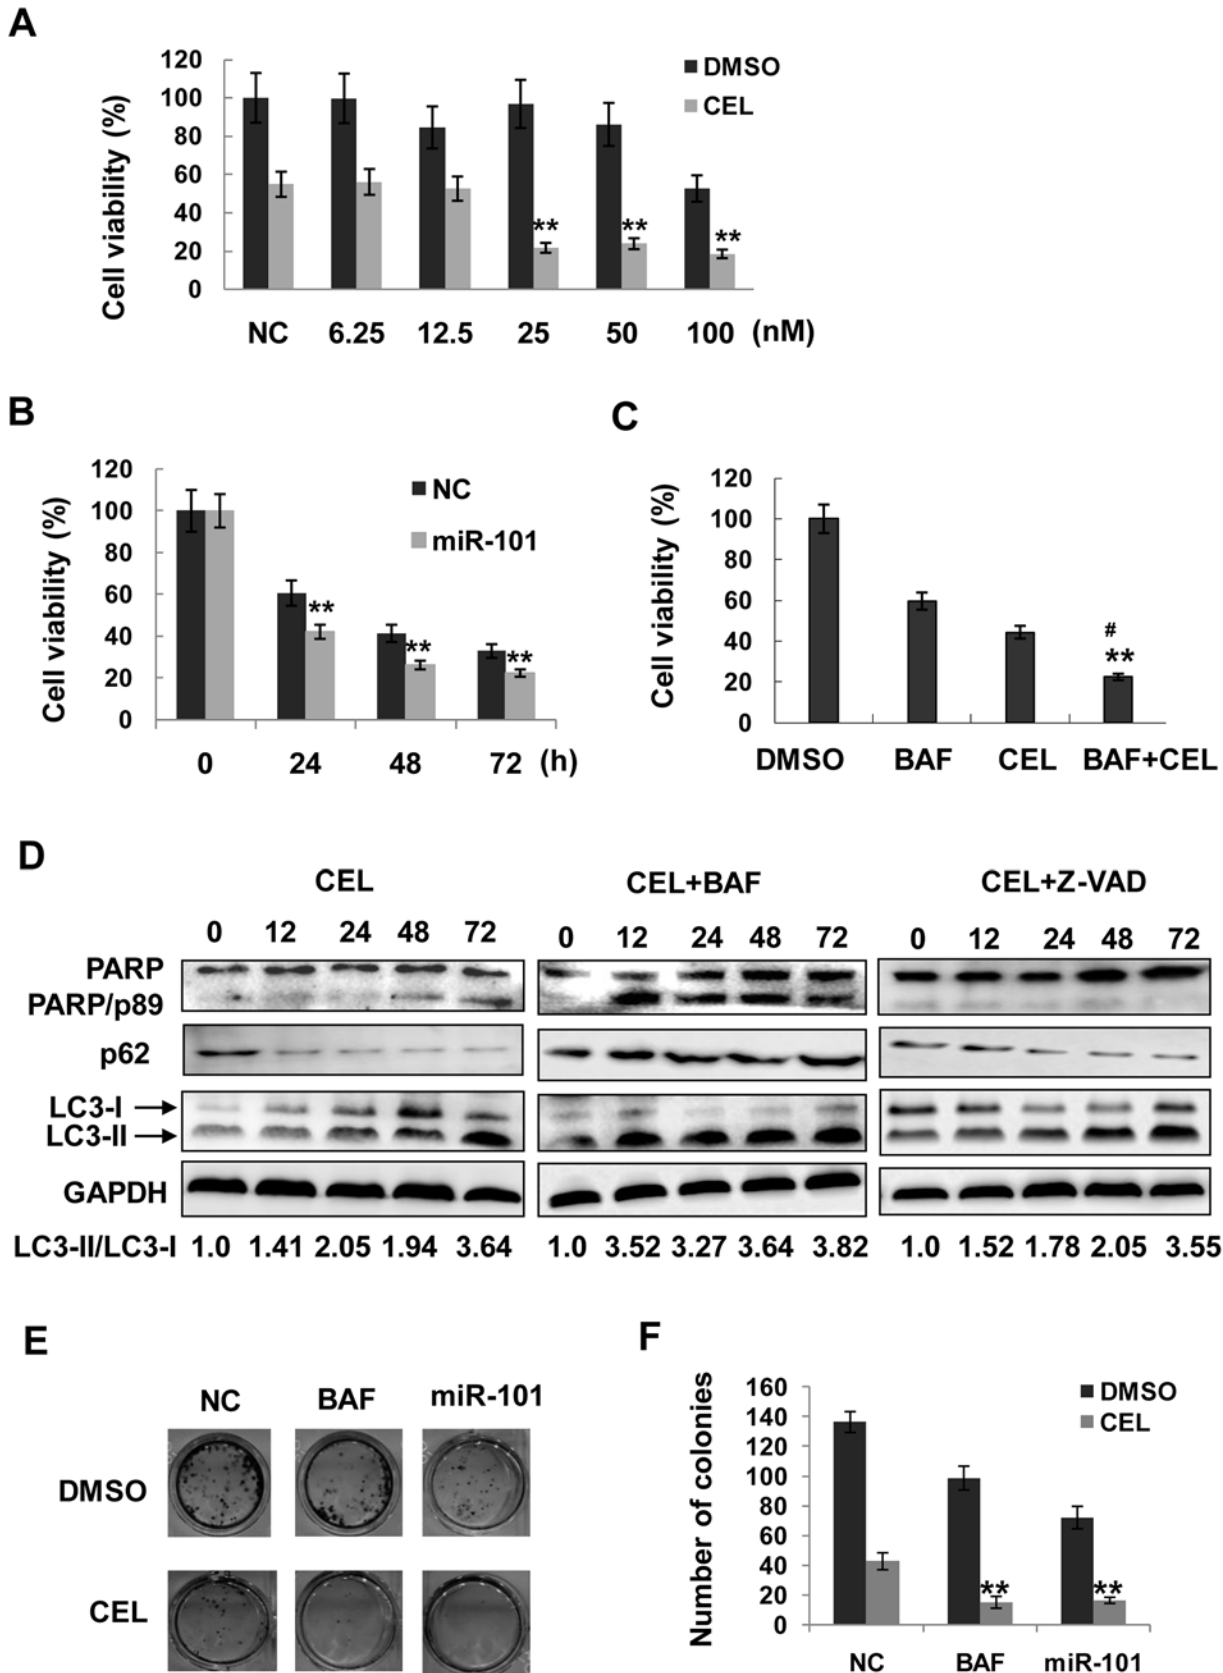 A
120
100
80
60
40
20
0
Cell viability (%)
DMSO
CEL
** ** **
NC 6.25 12.5 25 50 100 (nM)
B
120
100
80
60
40
20
0
Cell viability (%)
NC
miR-101
** ** **
0 24 48 72 (h)
C
120
100
80
60
40
20
0
Cell viability (%)
#
**
DMSO BAF CEL BAF+CEL
D
CEL CEL+BAF CEL+Z-VAD
0 12 24 48 72 0 12 24 48 72 0 12 24 48 72
PARP
PARP/p89
p62
LC3-I
LC3-II
GAPDH
LC3-II/LC3-I 1.0 1.41 2.05 1.94 3.64 1.0 3.52 3.27 3.64 3.82 1.0 1.52 1.78 2.05 3.55
E
NC BAF miR-101
DMSO
CEL
F
160
140
120
100
80
60
40
20
0
Number of colonies
DMSO
CEL
** **
NC BAF miR-101